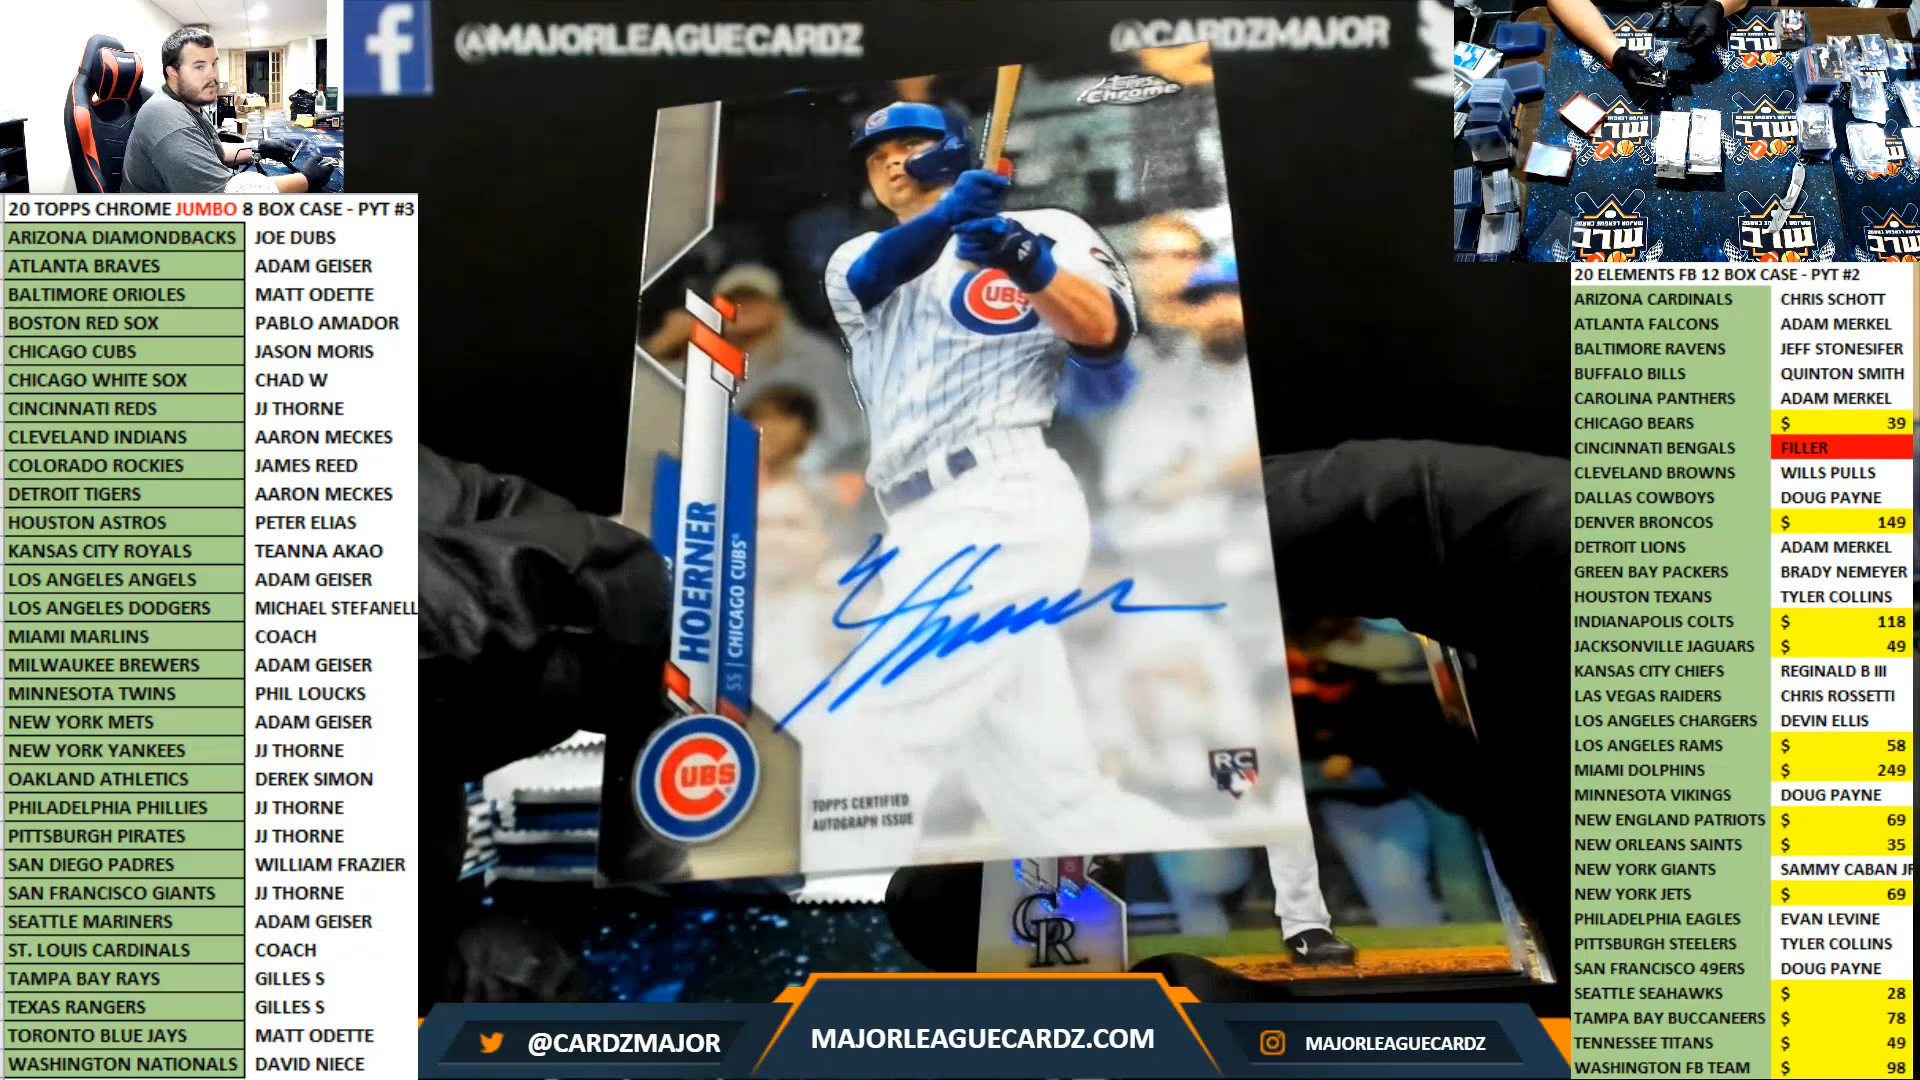 @MAJORLEAGUECARDZ
@CARDZMAJOR
20 TOPPS CHROME JUMBO 8 BOX CASE - PYT #3
ARIZONA DIAMONDBACKS JOE DUBS
ATLANTA BRAVES ADAM GEISER
BALTIMORE ORIOLES MATT ODETTE
BOSTON RED SOX PABLO AMADOR
CHICAGO CUBS JASON MORIS
CHICAGO WHITE SOX CHAD W
CINCINNATI REDS JJ THORNE
CLEVELAND INDIANS AARON MECKES
COLORADO ROCKIES JAMES REED
DETROIT TIGERS AARON MECKES
HOUSTON ASTROS PETER ELIAS
KANSAS CITY ROYALS TEANNA AKAO
LOS ANGELES ANGELS ADAM GEISER
LOS ANGELES DODGERS MICHAEL STEFANELL
MIAMI MARLINS COACH
MILWAUKEE BREWERS ADAM GEISER
MINNESOTA TWINS PHIL LOUCKS
NEW YORK METS ADAM GEISER
NEW YORK YANKEES JJ THORNE
OAKLAND ATHLETICS DEREK SIMON
PHILADELPHIA PHILLIES JJ THORNE
PITTSBURGH PIRATES JJ THORNE
SAN DIEGO PADRES WILLIAM FRAZIER
SAN FRANCISCO GIANTS JJ THORNE
SEATTLE MARINERS ADAM GEISER
ST. LOUIS CARDINALS COACH
TAMPA BAY RAYS GILLES S
TEXAS RANGERS GILLES S
TORONTO BLUE JAYS MATT ODETTE
WASHINGTON NATIONALS DAVID NIECE
Topps Chrome
CUBS
HOERNER
SS | CHICAGO CUBS
CUBS
TOPPS CERTIFIED
AUTOGRAPH ISSUE
RC
CR
20 ELEMENTS FB 12 BOX CASE - PYT #2
ARIZONA CARDINALS CHRIS SCHOTT
ATLANTA FALCONS ADAM MERKEL
BALTIMORE RAVENS JEFF STONESIFER
BUFFALO BILLS QUINTON SMITH
CAROLINA PANTHERS ADAM MERKEL
CHICAGO BEARS $ 39
CINCINNATI BENGALS FILLER
CLEVELAND BROWNS WILLS PULLS
DALLAS COWBOYS DOUG PAYNE
DENVER BRONCOS $ 149
DETROIT LIONS ADAM MERKEL
GREEN BAY PACKERS BRADY NEMEYER
HOUSTON TEXANS TYLER COLLINS
INDIANAPOLIS COLTS $ 118
JACKSONVILLE JAGUARS $ 49
KANSAS CITY CHIEFS REGINALD B III
LAS VEGAS RAIDERS CHRIS ROSSETTI
LOS ANGELES CHARGERS DEVIN ELLIS
LOS ANGELES RAMS $ 58
MIAMI DOLPHINS $ 249
MINNESOTA VIKINGS DOUG PAYNE
NEW ENGLAND PATRIOTS $ 69
NEW ORLEANS SAINTS $ 35
NEW YORK GIANTS SAMMY CABAN JR
NEW YORK JETS $ 69
PHILADELPHIA EAGLES EVAN LEVINE
PITTSBURGH STEELERS TYLER COLLINS
SAN FRANCISCO 49ERS DOUG PAYNE
SEATTLE SEAHAWKS $ 28
TAMPA BAY BUCCANEERS $ 78
TENNESSEE TITANS $ 49
WASHINGTON FB TEAM $ 98
@CARDZMAJOR
MAJORLEAGUECARDZ.COM
MAJORLEAGUECARDZ